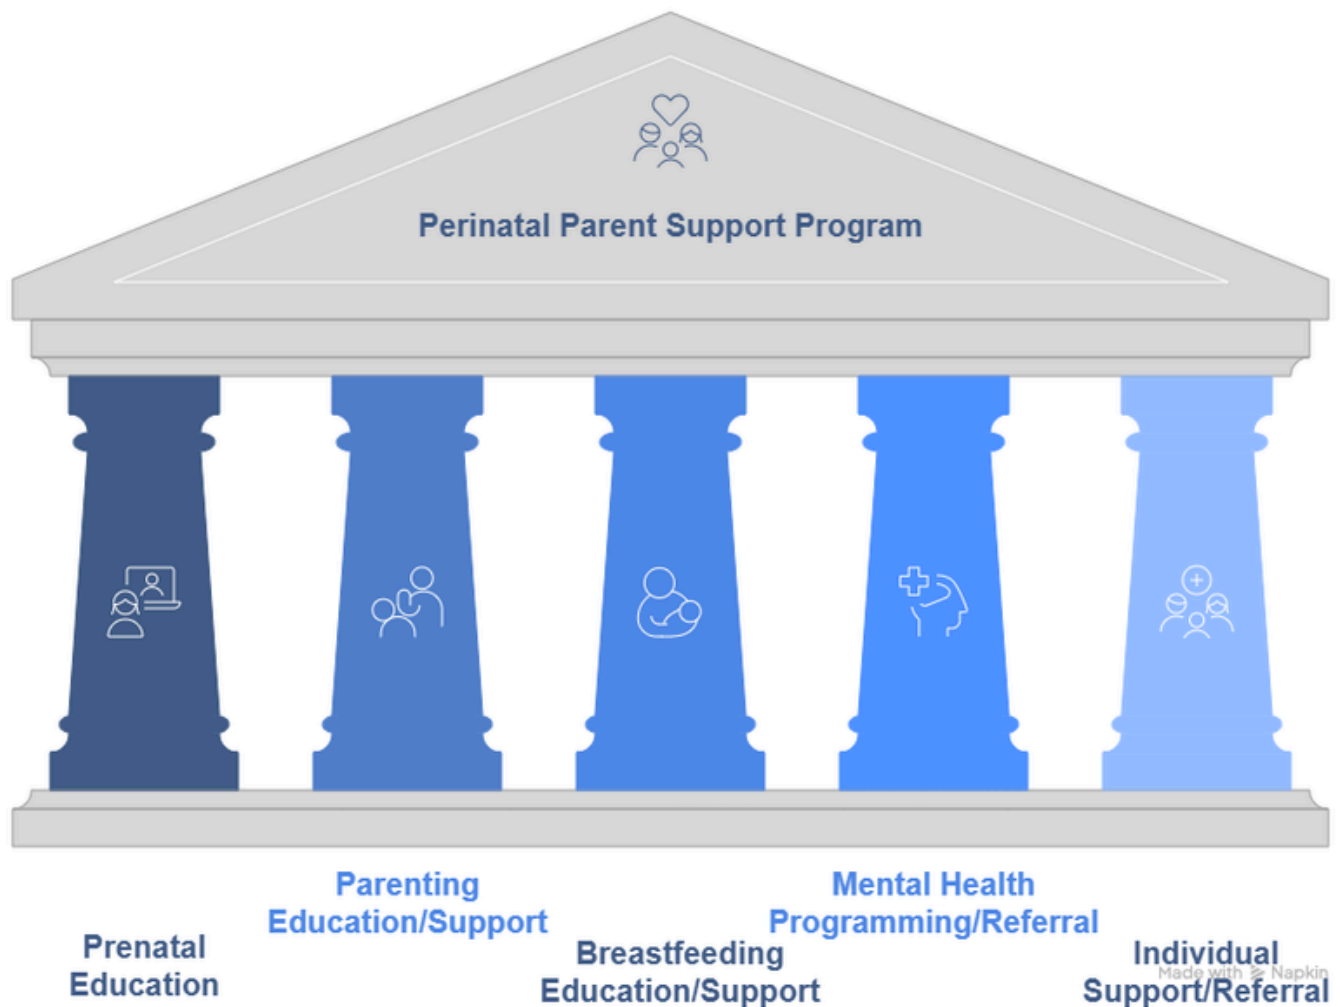 Perinatal Parent Support Program
Prenatal
Education
Parenting
Education/Support
Breastfeeding
Education/Support
Mental Health
Programming/Referral
Individual
Support/Referral
Made with Napkin